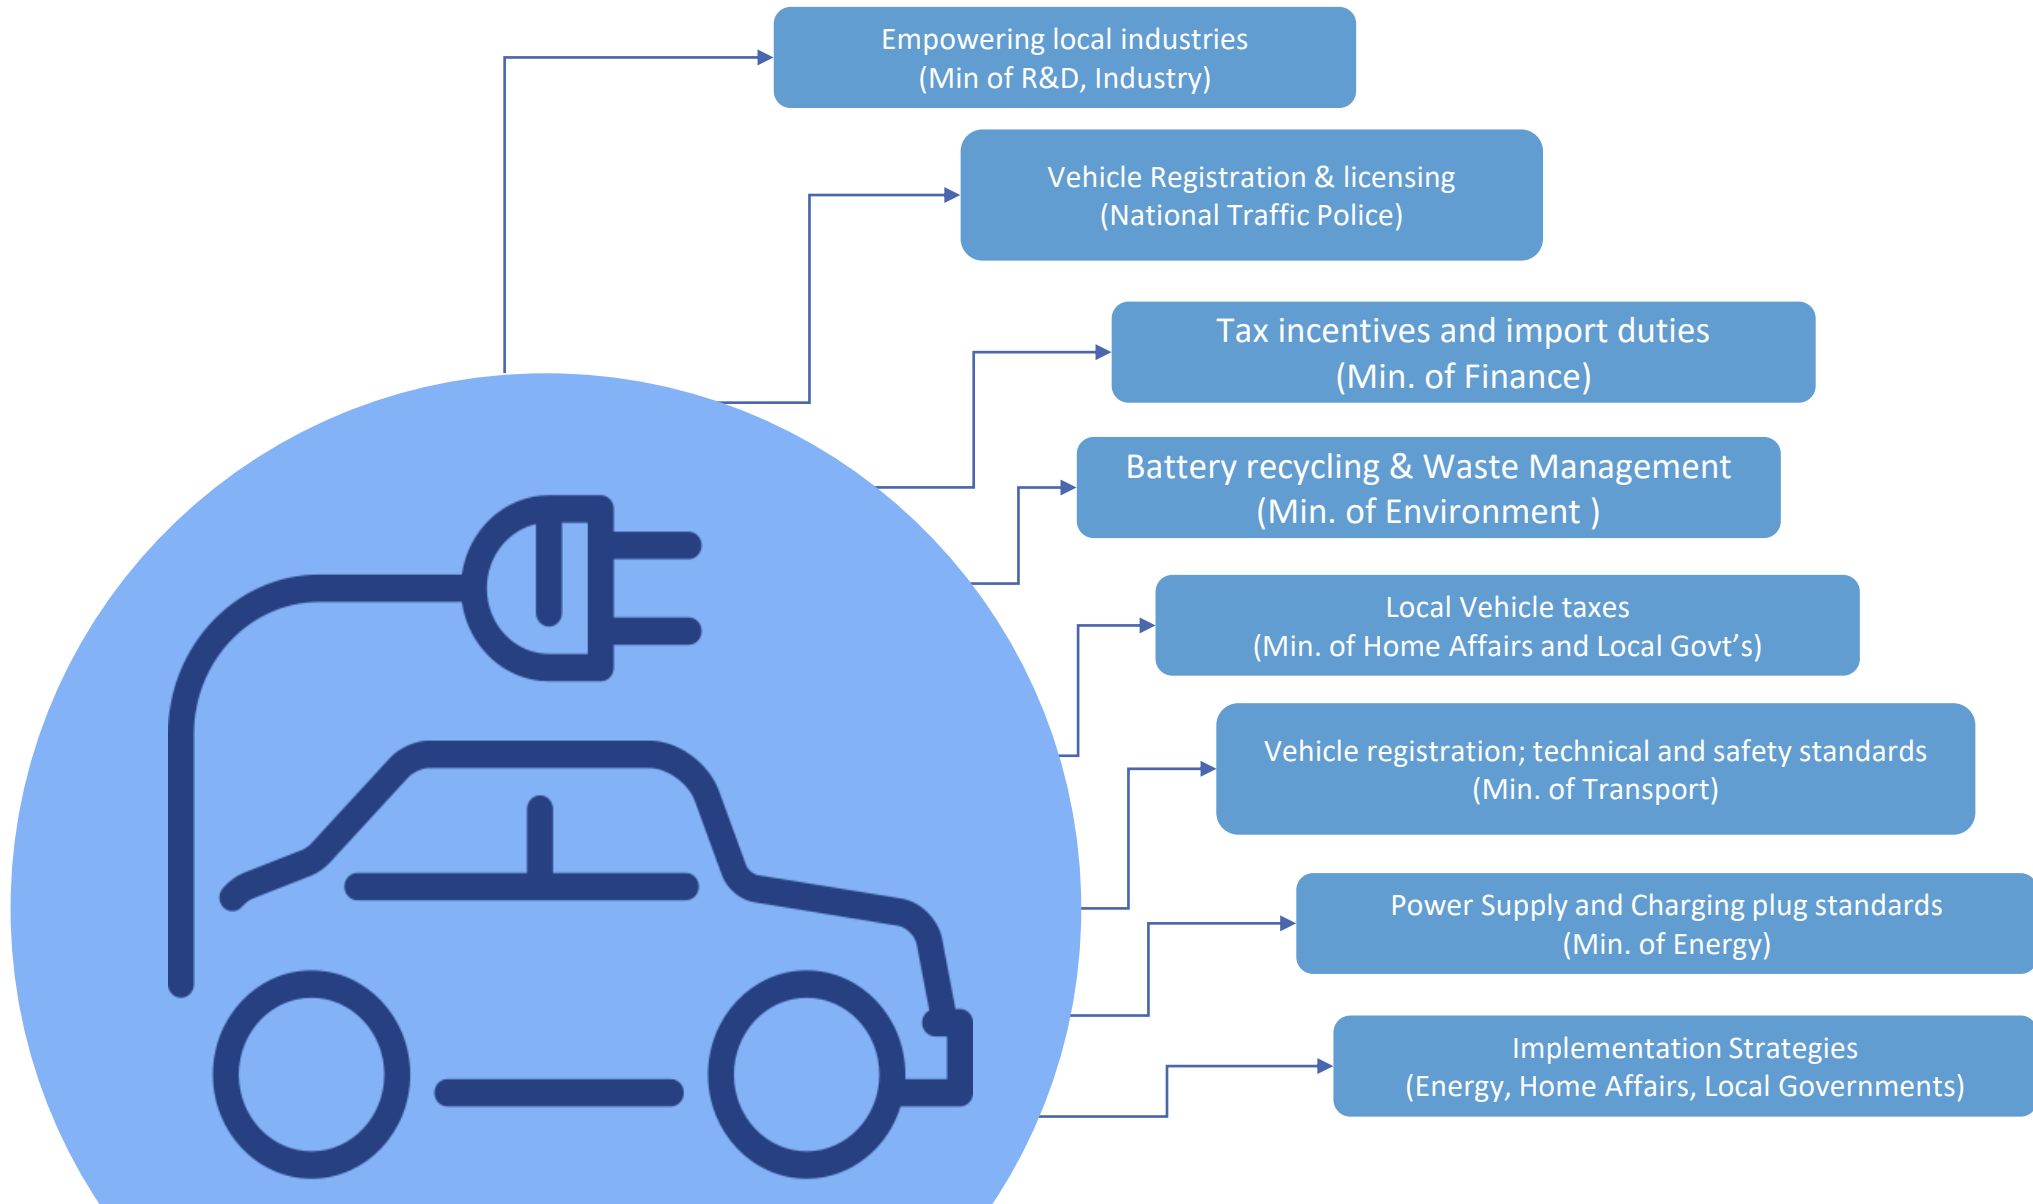 Empowering local industries
(Min of R&D, Industry)
Vehicle Registration & licensing
(National Traffic Police)
Tax incentives and import duties
(Min. of Finance)
Battery recycling & Waste Management
(Min. of Environment )
Local Vehicle taxes
(Min. of Home Affairs and Local Govt’s)
Vehicle registration; technical and safety standards
(Min. of Transport)
Power Supply and Charging plug standards
(Min. of Energy)
Implementation Strategies
(Energy, Home Affairs, Local Governments)